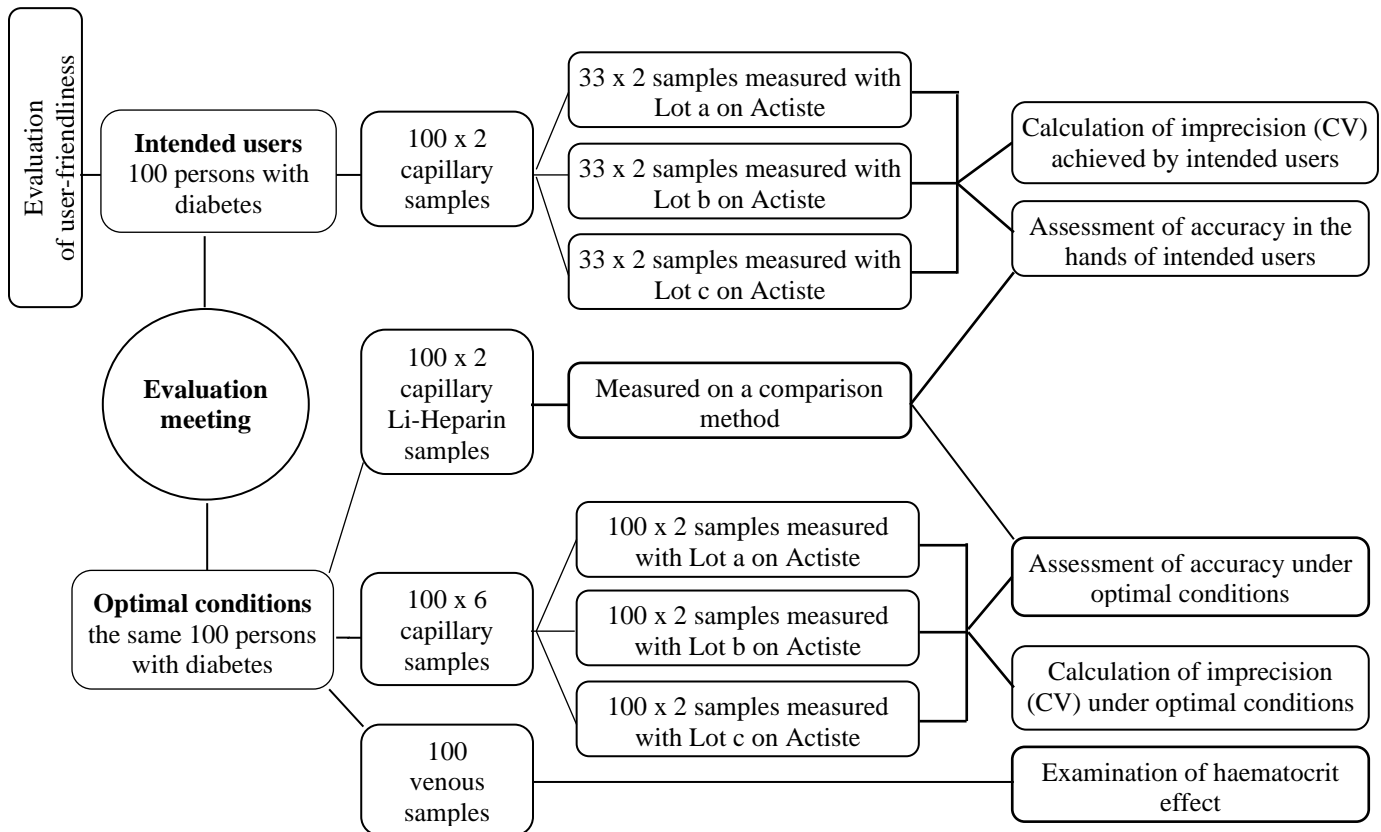 Evaluation
of user-friendliness
Intended users
100 persons with
diabetes
100 x 2
capillary
samples
33 x 2 samples measured with
Lot a on Actiste
33 x 2 samples measured with
Lot b on Actiste
33 x 2 samples measured with
Lot c on Actiste
Calculation of imprecision (CV)
achieved by intended users
Assessment of accuracy in the
hands of intended users
Evaluation
meeting
100 x 2
capillary
Li-Heparin
samples
Measured on a comparison
method
Optimal conditions
the same 100 persons
with diabetes
100 x 6
capillary
samples
100 x 2 samples measured
with Lot a on Actiste
100 x 2 samples measured
with Lot b on Actiste
100 x 2 samples measured
with Lot c on Actiste
Assessment of accuracy under
optimal conditions
Calculation of imprecision
(CV) under optimal conditions
100
venous
samples
Examination of haematocrit
effect